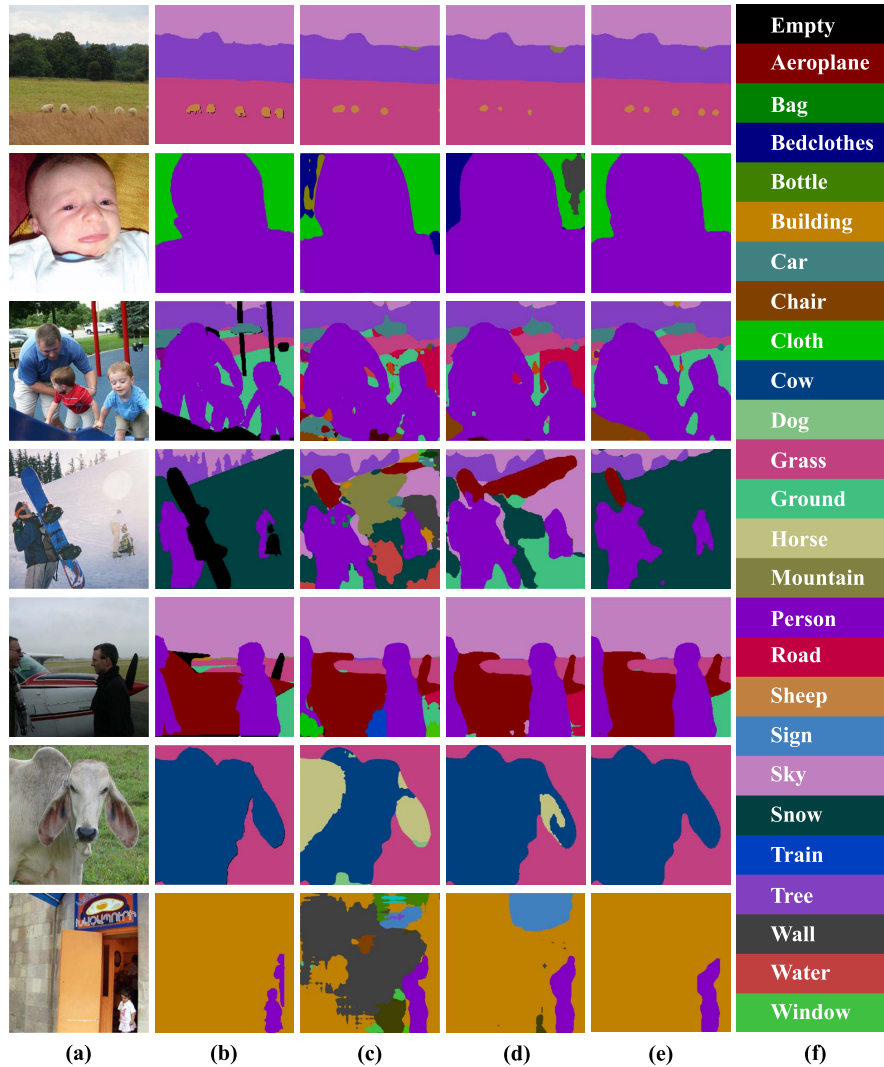 Empty
Aeroplane
Bag
Bedclothes
Bottle
Building
Car
Chair
Cloth
Cow
Dog
Grass
Ground
Horse
Mountain
Person
Road
Sheep
Sign
Sky
Snow
Train
Tree
Wall
Water
Window
(a) (b) (c) (d) (e) (f)